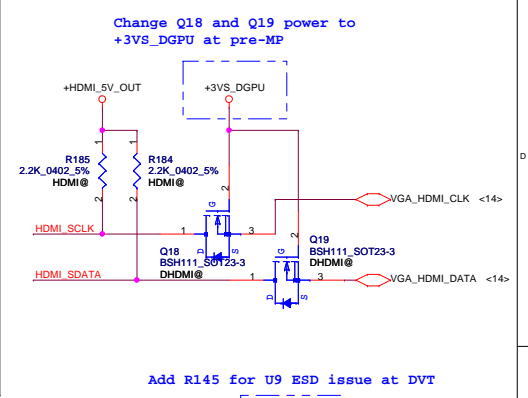 Change Q18 and Q19 power to
+3VS_DGPU at pre-MP
+HDMI_5V_OUT
+3VS_DGPU
D
1
1
R185
2.2K_0402_5%
HDMI@
R184
2.2K_0402_5%
HDMI@
2
2
2
G
VGA_HDMI_CLK <14>
HDMI_SCLK
1
3
D
S
Q18
BSH111_SOT23-3
DHDMI@
2
G
Q19
BSH111_SOT23-3
DHDMI@
HDMI_SDATA
1
3
VGA_HDMI_DATA <14>
D
S
Add R145 for U9 ESD issue at DVT